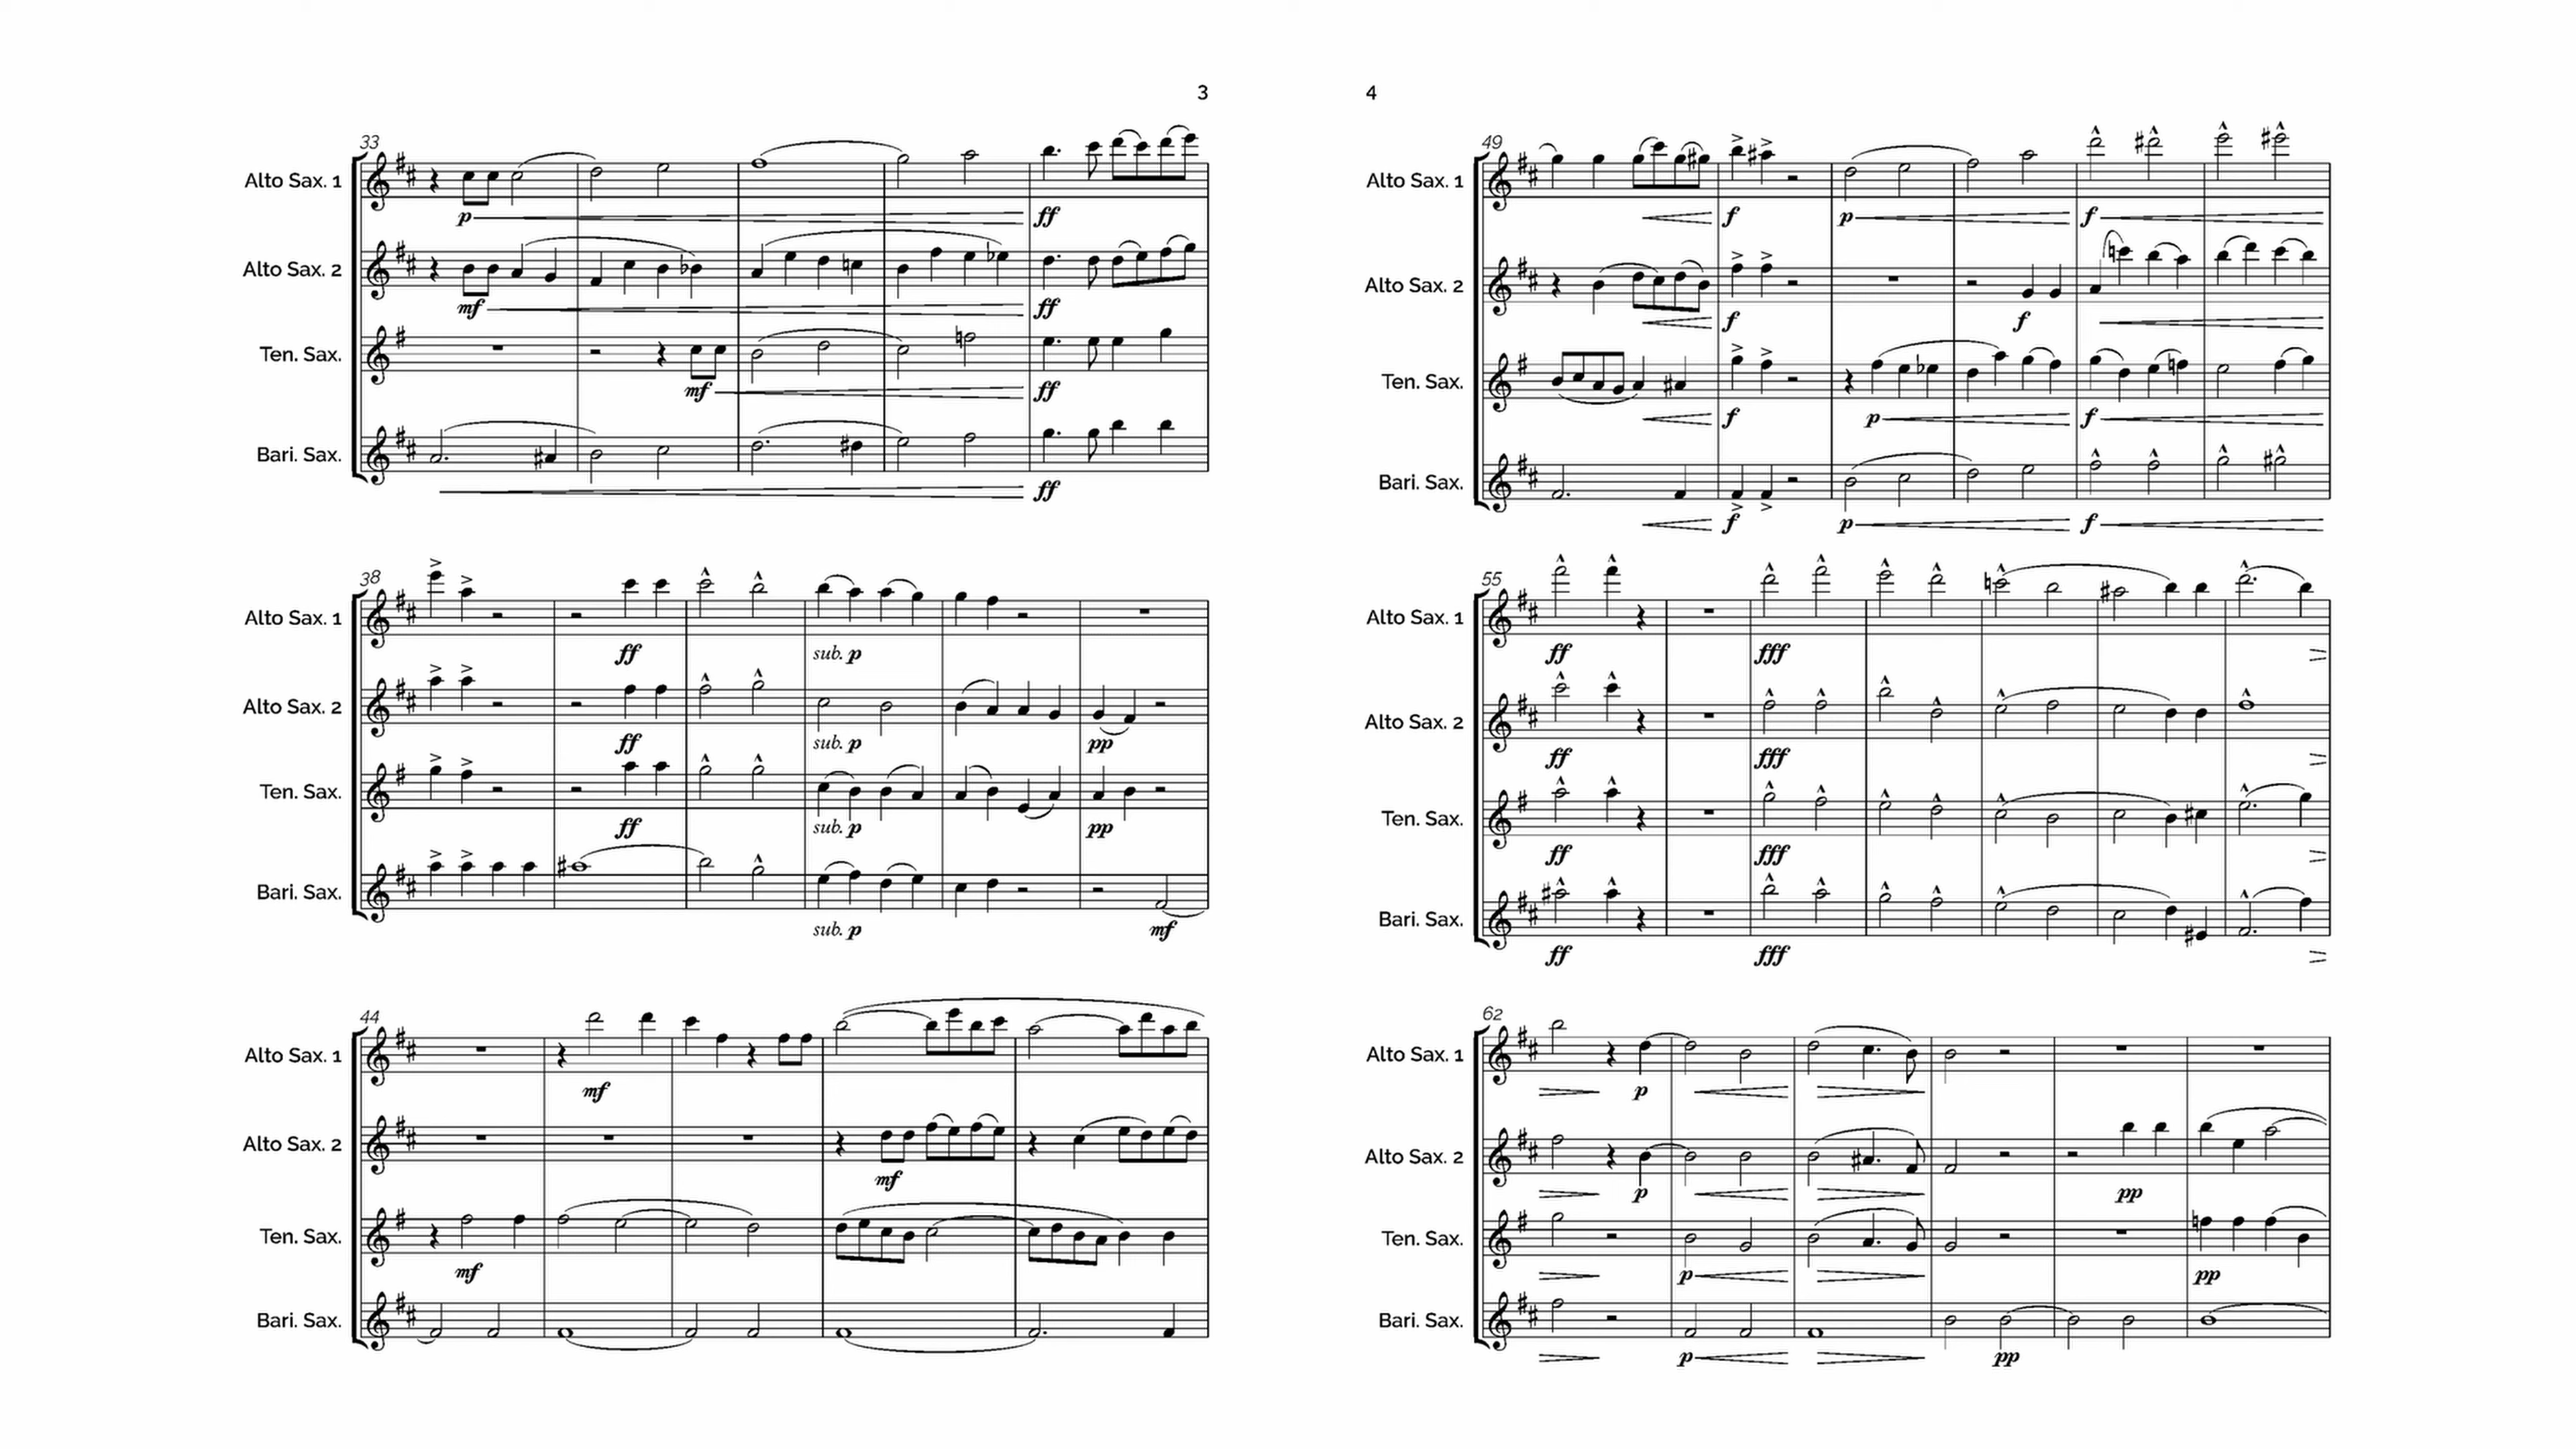 3
33
Alto Sax. 1
p ff
Alto Sax. 2
mf ff
Ten. Sax.
mf ff
Bari. Sax.
ff
38
Alto Sax. 1
ff sub. p
Alto Sax. 2
ff sub. p pp
Ten. Sax.
ff sub. p pp
Bari. Sax.
sub. p mf
44
Alto Sax. 1
mf
Alto Sax. 2
mf
Ten. Sax.
mf
Bari. Sax.
4
49
Alto Sax. 1
f p f
Alto Sax. 2
f f
Ten. Sax.
f p f
Bari. Sax.
f p f
55
Alto Sax. 1
ff fff
Alto Sax. 2
ff fff
Ten. Sax.
ff fff
Bari. Sax.
ff fff
62
Alto Sax. 1
p
Alto Sax. 2
p pp
Ten. Sax.
p pp
Bari. Sax.
p pp